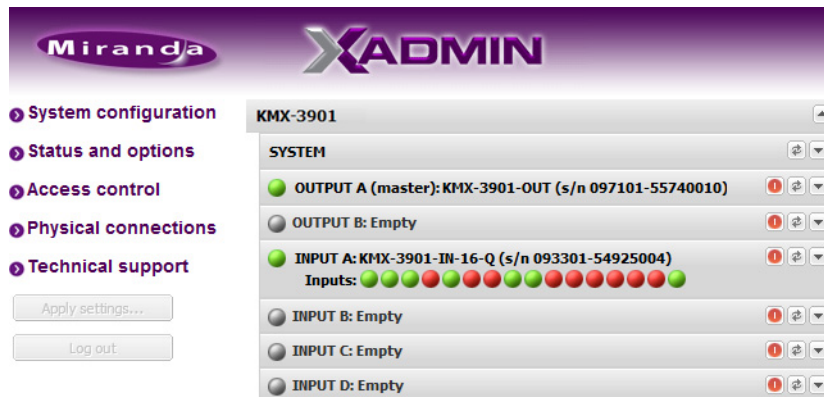 Miranda
XADMIN
System configuration
Status and options
Access control
Physical connections
Technical support
Apply settings...
Log out
KMX-3901
SYSTEM
OUTPUT A (master): KMX-3901-OUT (s/n 097101-55740010)
OUTPUT B: Empty
INPUT A: KMX-3901-IN-16-Q (s/n 093301-54925004)
Inputs:
INPUT B: Empty
INPUT C: Empty
INPUT D: Empty